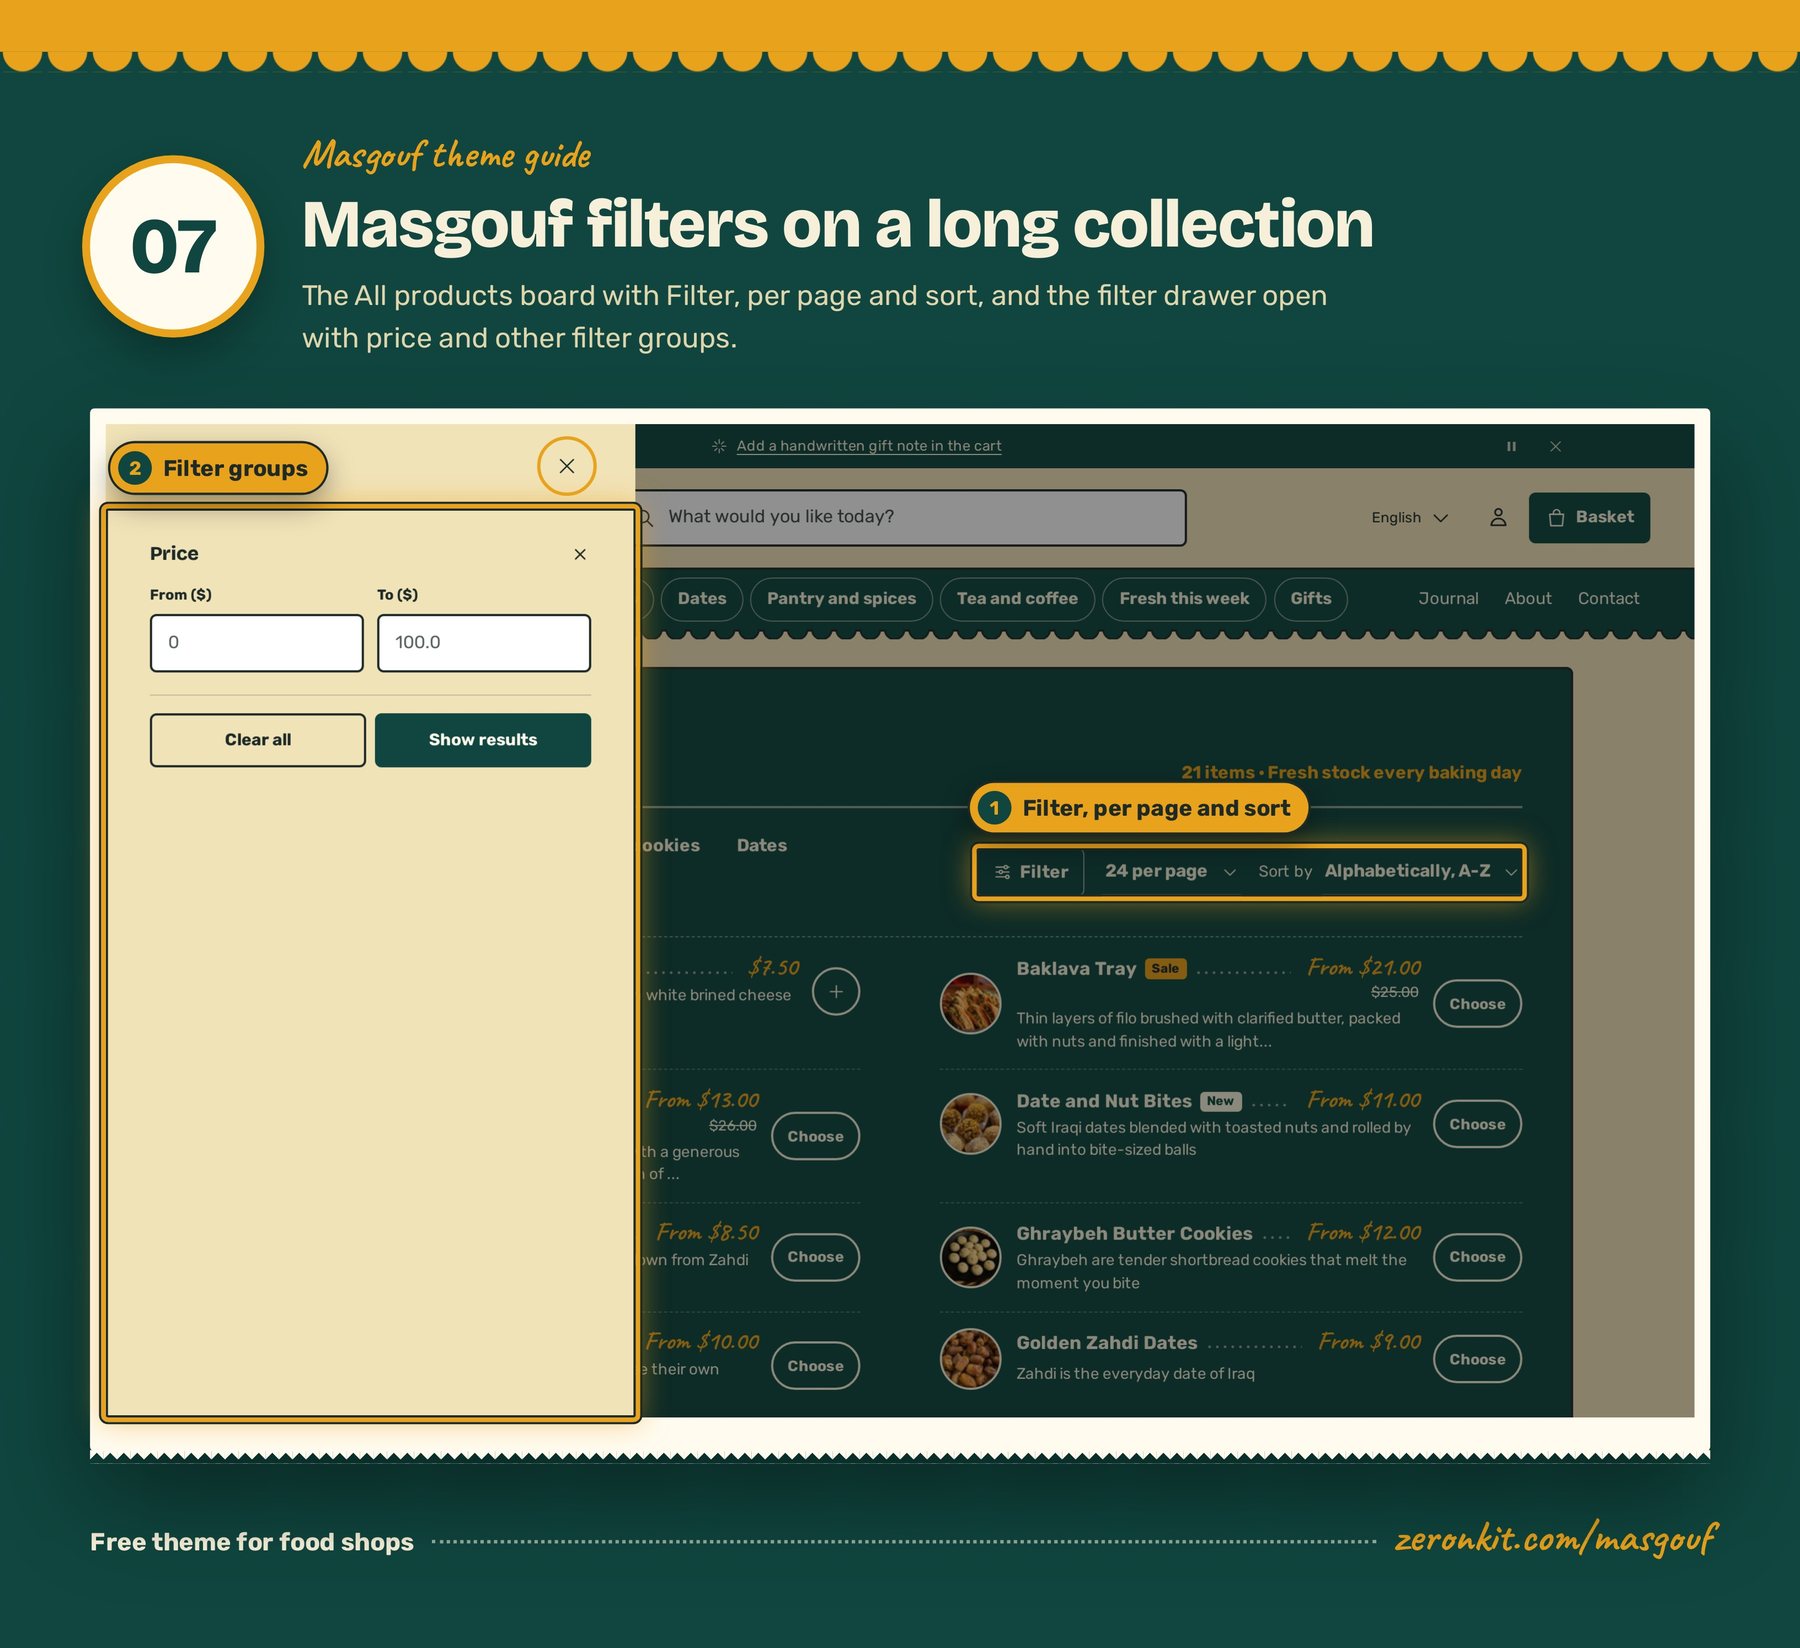 Masgouf theme guide
07
Masgouf filters on a long collection
The All products board with Filter, per page and sort, and the filter drawer open
with price and other filter groups.
2 Filter groups
Price
From ($)
To ($)
0
100.0
Clear all
Show results
Add a handwritten gift note in the cart
What would you like today?
English
Basket
Dates
Pantry and spices
Tea and coffee
Fresh this week
Gifts
Journal
About
Contact
21 items • Fresh stock every baking day
1 Filter, per page and sort
ookies
Dates
Filter
24 per page
Sort by Alphabetically, A-Z
$7.50
white brined cheese
Baklava Tray Sale From $21.00
$25.00
Choose
Thin layers of filo brushed with clarified butter, packed
with nuts and finished with a light...
From $13.00
$26.00
Choose
th a generous
of ...
Date and Nut Bites New From $11.00
Soft Iraqi dates blended with toasted nuts and rolled by
hand into bite-sized balls
Choose
From $8.50
own from Zahdi
Choose
Ghraybeh Butter Cookies From $12.00
Ghraybeh are tender shortbread cookies that melt the
moment you bite
Choose
From $10.00
e their own
Choose
Golden Zahdi Dates From $9.00
Zahdi is the everyday date of Iraq
Choose
Free theme for food shops
zeronkit.com/masgouf